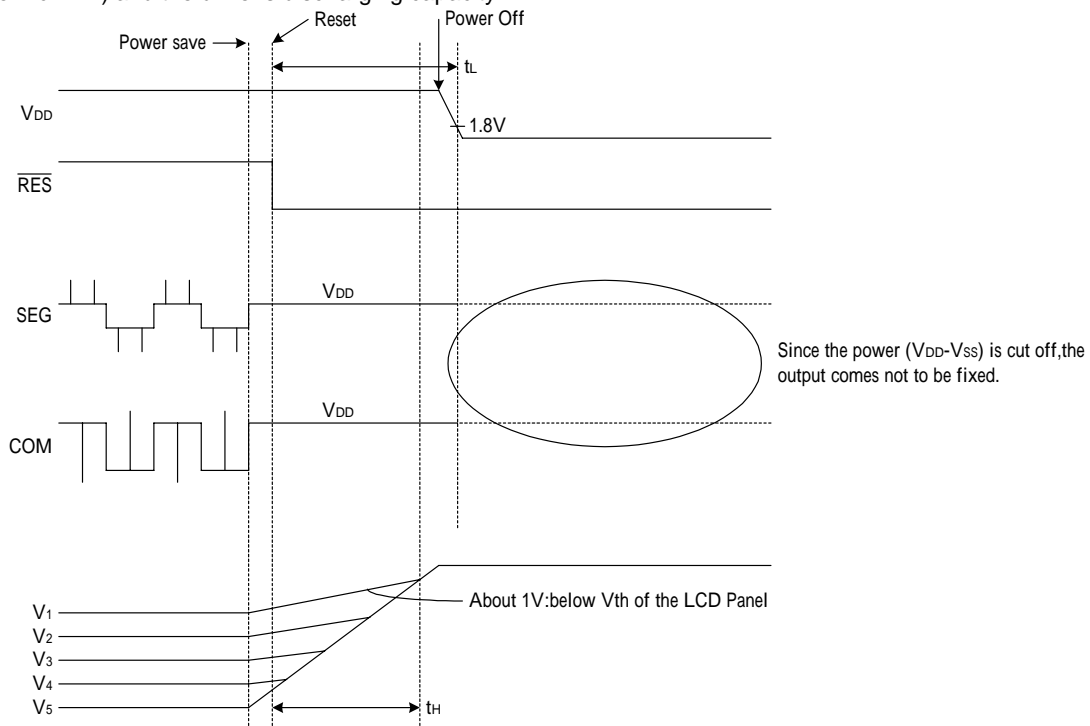 Reset
Power Off
Power save
tL
VDD
1.8V
RES
VDD
SEG
Since the power (VDD-VSS) is cut off,the
output comes not to be fixed.
VDD
COM
About 1V:below Vth of the LCD Panel
V1
V2
V3
V4
V5
tH